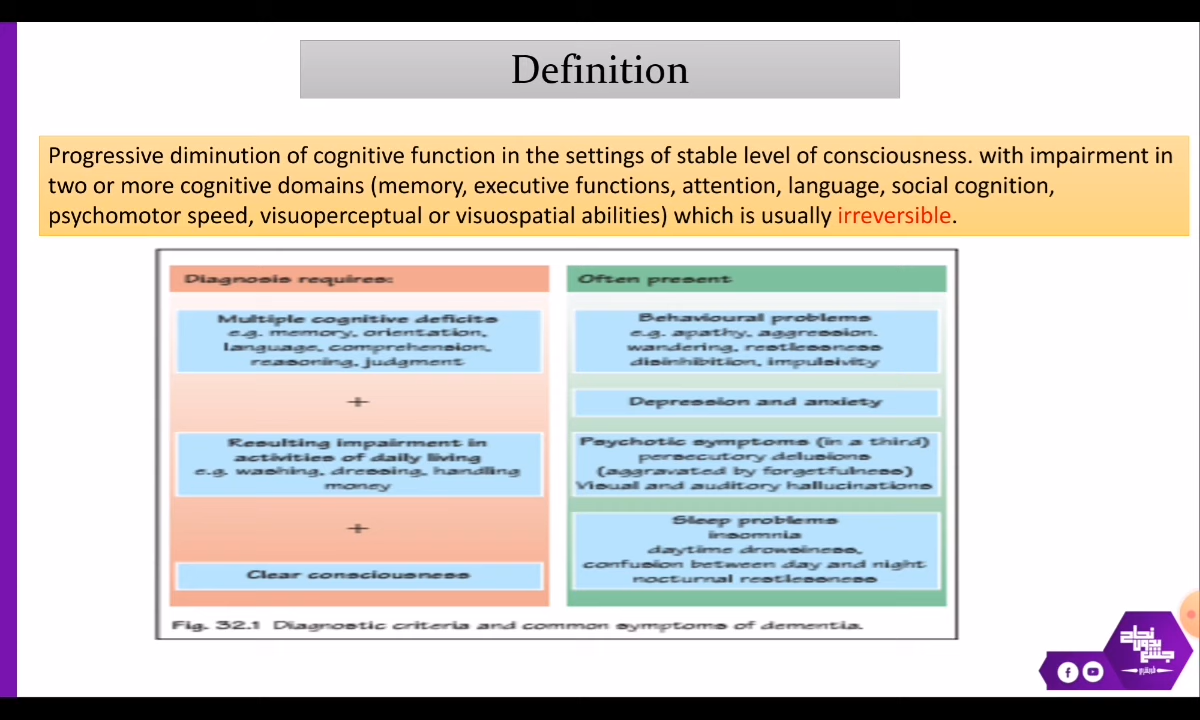 Definition
Progressive diminution of cognitive function in the settings of stable level of consciousness. with impairment in
two or more cognitive domains (memory, executive functions, attention, language, social cognition,
psychomotor speed, visuoperceptual or visuospatial abilities) which is usually irreversible.
Diagnosis requires:
Multiple cognitive deficits
e.g. memory, orientation,
language, comprehension,
reasoning, judgment
+
Resulting impairment in
activities of daily living
e.g. washing, dressing, handling
money
+
Clear consciousness
Often present
Behavioural problems
e.g. apathy, aggression.
wandering, restlessness
disinhibition, impulsivity
Depression and anxiety
Psychotic symptoms (in a third)
persecutory delusions
(aggravated by forgetfulness)
Visual and auditory hallucinations
Sleep problems
insomnia
daytime drowsiness,
confusion between day and night
nocturnal restlessness
Fig. 32.1 Diagnostic criteria and common symptoms of dementia.
نجاح
بدون